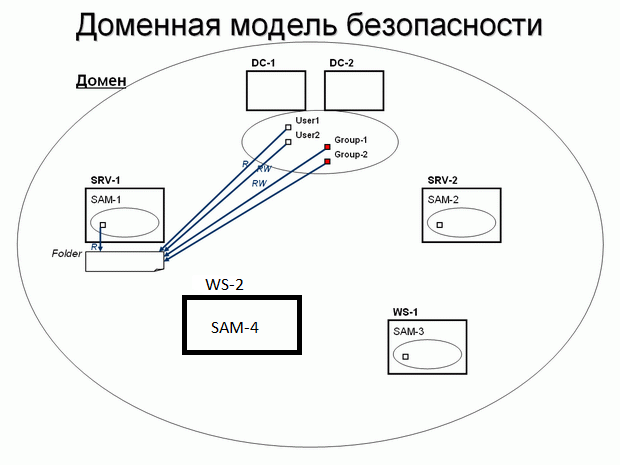 Доменная модель безопасности
DC-1
DC-2
Домен
User1
User2
Group-1
Group-2
R
RW
RW
SRV-1
SAM-1
R
Folder
SRV-2
SAM-2
WS-2
SAM-4
WS-1
SAM-3